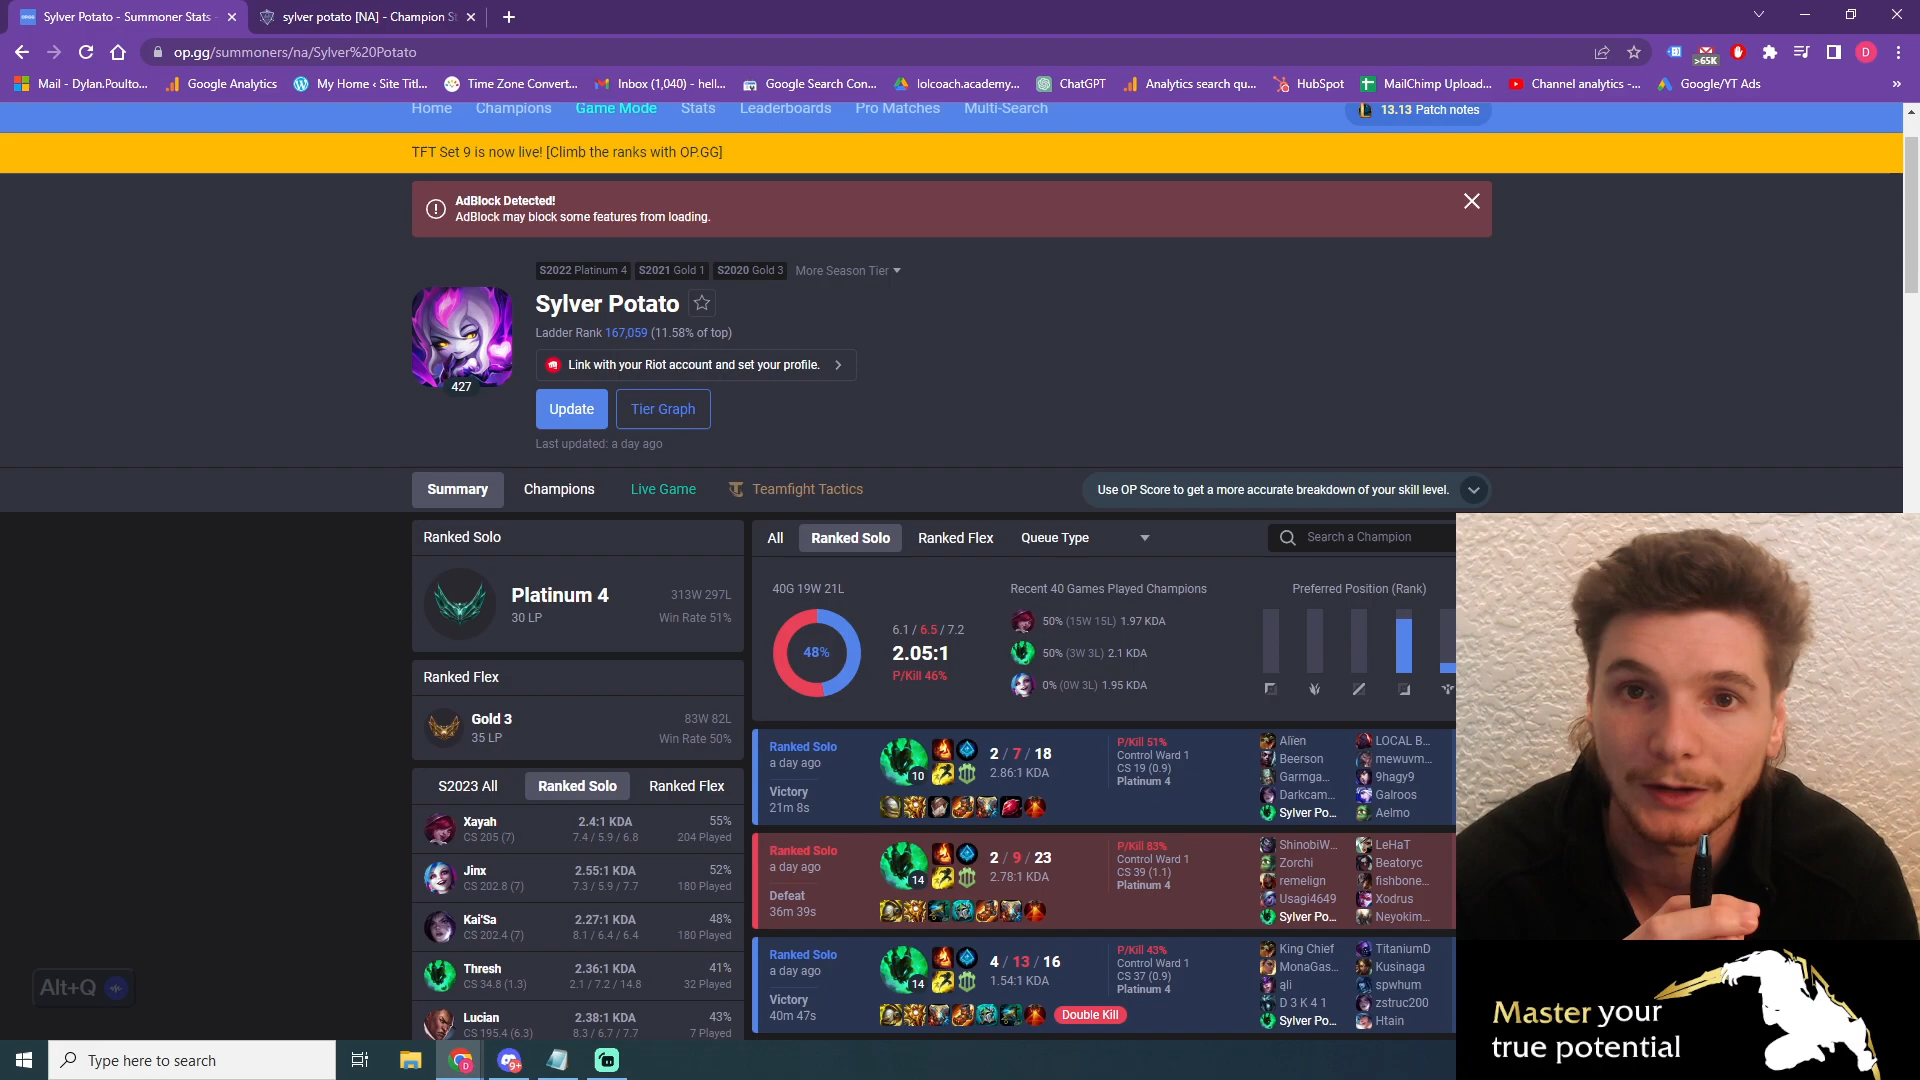 Sylver Potato - Summoner Stats -
sylver potato [NA] - Champion St
op.gg/summoners/na/Sylver%20Potato
>65K
D
Mail - Dylan.Poulto...
Google Analytics
My Home ‹ Site Titl...
Time Zone Convert...
Inbox (1,040) - hell...
Google Search Con...
lolcoach.academy...
ChatGPT
Analytics search qu...
HubSpot
MailChimp Upload...
Channel analytics -...
Google/YT Ads
»
Home
Champions
Game Mode
Stats
Leaderboards
Pro Matches
Multi-Search
13.13 Patch notes
TFT Set 9 is now live! [Climb the ranks with OP.GG]
AdBlock Detected!
AdBlock may block some features from loading.
S2022 Platinum 4
S2021 Gold 1
S2020 Gold 3
More Season Tier
Sylver Potato
Ladder Rank 167,059 (11.58% of top)
Link with your Riot account and set your profile.
427
Update
Tier Graph
Last updated: a day ago
Summary
Champions
Live Game
Teamfight Tactics
Use OP Score to get a more accurate breakdown of your skill level.
Ranked Solo
Platinum 4
30 LP
313W 297L
Win Rate 51%
Ranked Flex
Gold 3
35 LP
83W 82L
Win Rate 50%
S2023 All
Ranked Solo
Ranked Flex
Xayah
CS 205 (7)
2.4:1 KDA
7.4 / 5.9 / 6.8
55%
204 Played
Jinx
CS 202.8 (7)
2.55:1 KDA
7.3 / 5.9 / 7.7
52%
180 Played
Kai'Sa
CS 202.4 (7)
2.27:1 KDA
8.1 / 6.4 / 6.4
48%
180 Played
Thresh
CS 34.8 (1.3)
2.36:1 KDA
2.1 / 7.2 / 14.8
41%
32 Played
Lucian
CS 195.4 (6.3)
2.38:1 KDA
8.3 / 6.7 / 7.7
43%
7 Played
All
Ranked Solo
Ranked Flex
Queue Type
Search a Champion
40G 19W 21L
48%
6.1 / 6.5 / 7.2
2.05:1
P/Kill 46%
Recent 40 Games Played Champions
50% (15W 15L) 1.97 KDA
50% (3W 3L) 2.1 KDA
0% (0W 3L) 1.95 KDA
Preferred Position (Rank)
Ranked Solo
a day ago
Victory
21m 8s
10
2 / 7 / 18
2.86:1 KDA
P/Kill 51%
Control Ward 1
CS 19 (0.9)
Platinum 4
Alïen
Beerson
Garmga...
Darkcam...
Sylver Po...
LOCAL B...
mewuvm...
9hagy9
Galroos
Aelmo
Ranked Solo
a day ago
Defeat
36m 39s
14
2 / 9 / 23
2.78:1 KDA
P/Kill 83%
Control Ward 1
CS 39 (1.1)
Platinum 4
ShinobiW...
Zorchi
remelign
Usagi4649
Sylver Po...
LeHaT
Beatoryc
fishbone...
Xodrus
Neyokim...
Ranked Solo
a day ago
Victory
40m 47s
14
4 / 13 / 16
1.54:1 KDA
Double Kill
P/Kill 43%
Control Ward 1
CS 37 (0.9)
Platinum 4
King Chief
MonaGas...
ąli
D 3 K 4 1
Sylver Po...
TitaniumD
Kusinaga
spwhum
zstruc200
Htain
Alt+Q
Master your
true potential
Type here to search
D
9+